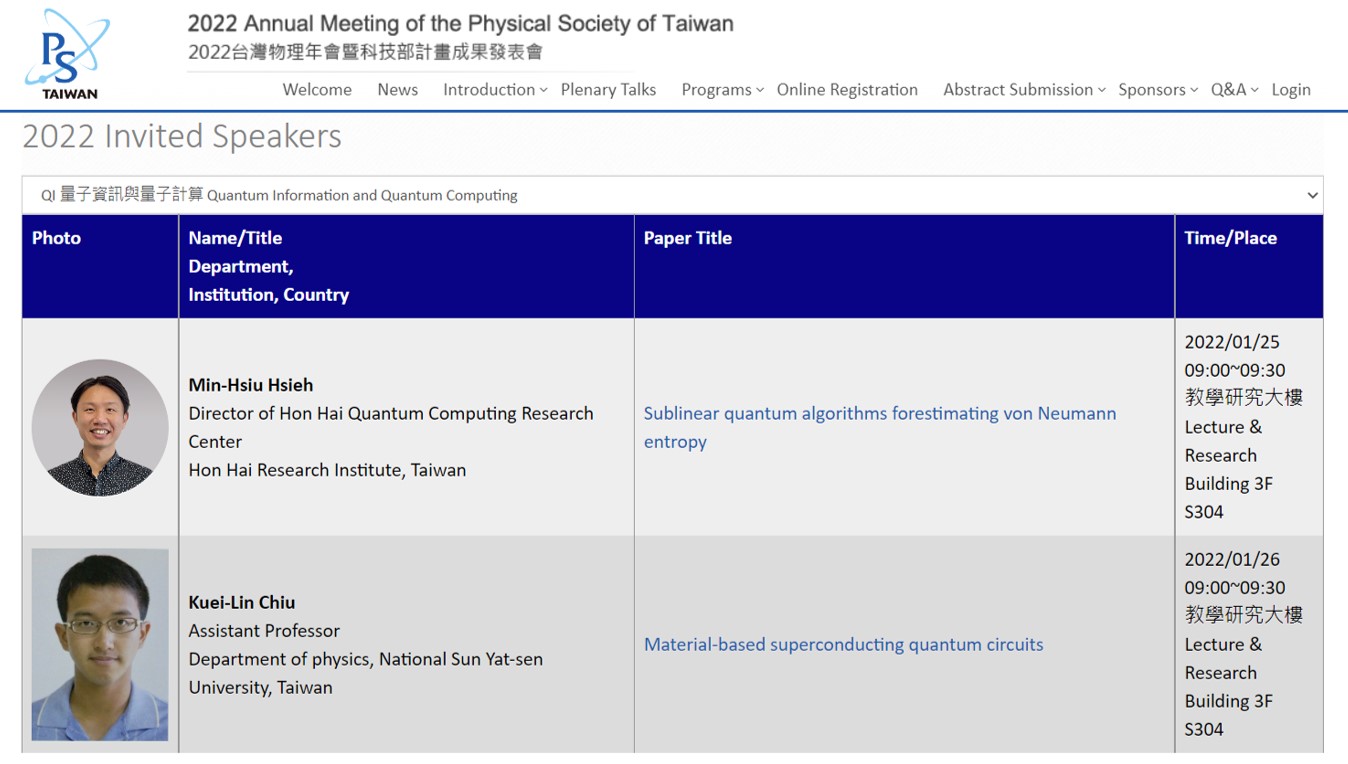 PS
TAIWAN
2022 Annual Meeting of the Physical Society of Taiwan
2022台灣物理年會暨科技部計畫成果發表會
Welcome News Introduction Plenary Talks Programs Online Registration Abstract Submission Sponsors Q&A Login
2022 Invited Speakers
QI 量子資訊與量子計算 Quantum Information and Quantum Computing
Photo
Name/Title
Department,
Institution, Country
Paper Title
Time/Place
Min-Hsiu Hsieh
Director of Hon Hai Quantum Computing Research
Center
Hon Hai Research Institute, Taiwan
Sublinear quantum algorithms forestimating von Neumann
entropy
2022/01/25
09:00~09:30
教學研究大樓
Lecture &
Research
Building 3F
S304
Kuei-Lin Chiu
Assistant Professor
Department of physics, National Sun Yat-sen
University, Taiwan
Material-based superconducting quantum circuits
2022/01/26
09:00~09:30
教學研究大樓
Lecture &
Research
Building 3F
S304